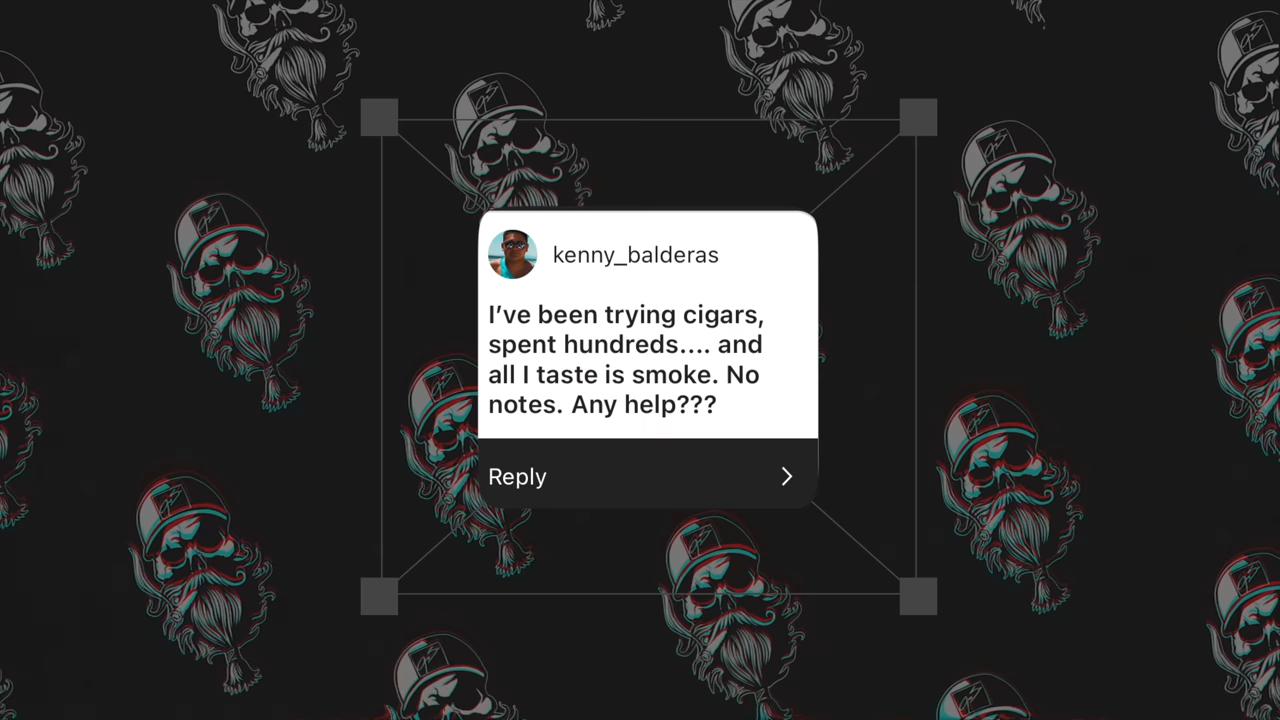 kenny_balderas
I’ve been trying cigars,
spent hundreds.... and
all I taste is smoke. No
notes. Any help???
Reply